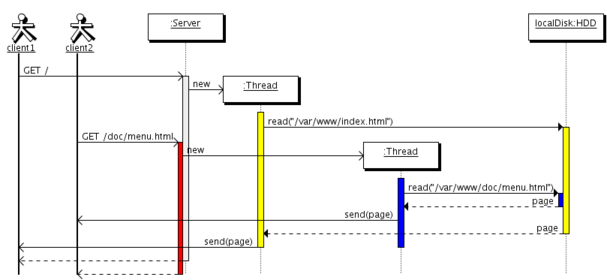 :Server
localDisk:HDD
client1
client2
GET /
new
:Thread
read("/var/www/index.html")
GET /doc/menu.html
new
:Thread
read("/var/www/doc/menu.html")
page
send(page)
page
send(page)